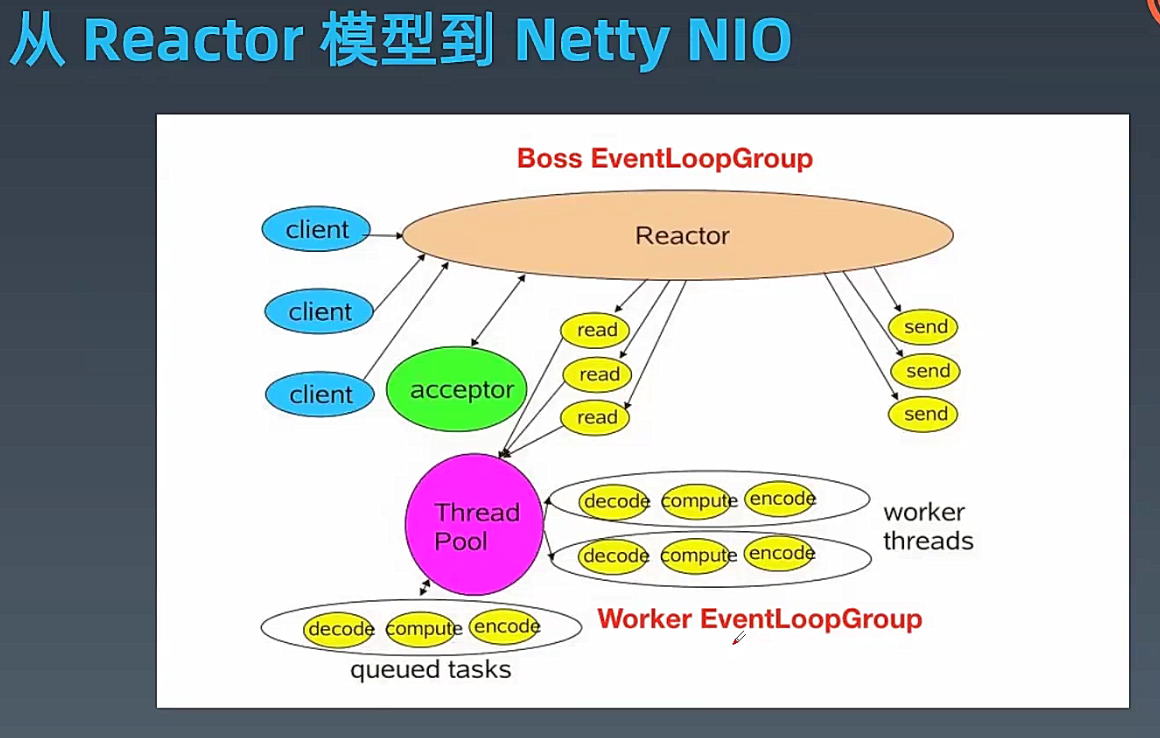 从 Reactor 模型到 Netty NIO
Boss EventLoopGroup
client
Reactor
client
read
send
read
send
client
acceptor
read
send
Thread
Pool
decode compute encode
worker
threads
decode compute encode
Worker EventLoopGroup
decode compute encode
queued tasks